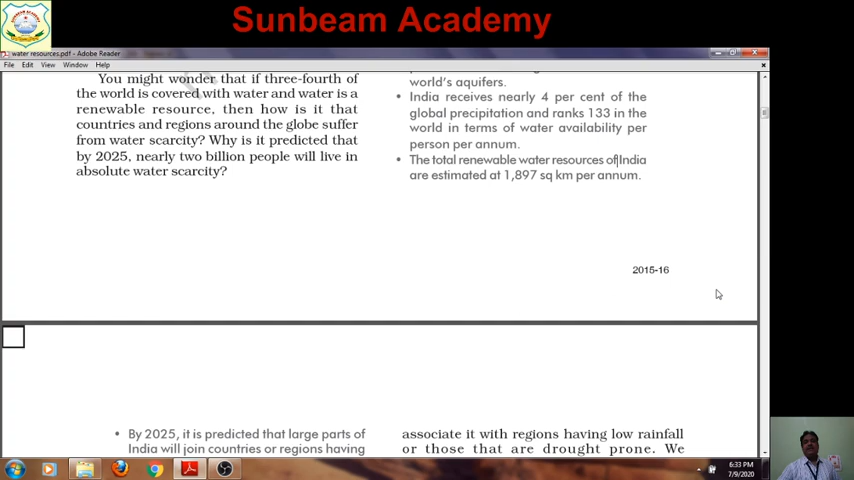 Sunbeam Academy
water resources.pdf - Adobe Reader
File Edit View Window Help
You might wonder that if three-fourth of
the world is covered with water and water is a
renewable resource, then how is it that
countries and regions around the globe suffer
from water scarcity? Why is it predicted that
by 2025, nearly two billion people will live in
absolute water scarcity?
world's aquifers.
• India receives nearly 4 per cent of the
global precipitation and ranks 133 in the
world in terms of water availability per
person per annum.
• The total renewable water resources of India
are estimated at 1,897 sq km per annum.
2015-16
• By 2025, it is predicted that large parts of
India will join countries or regions having
associate it with regions having low rainfall
or those that are drought prone. We
6:33 PM
7/9/2020